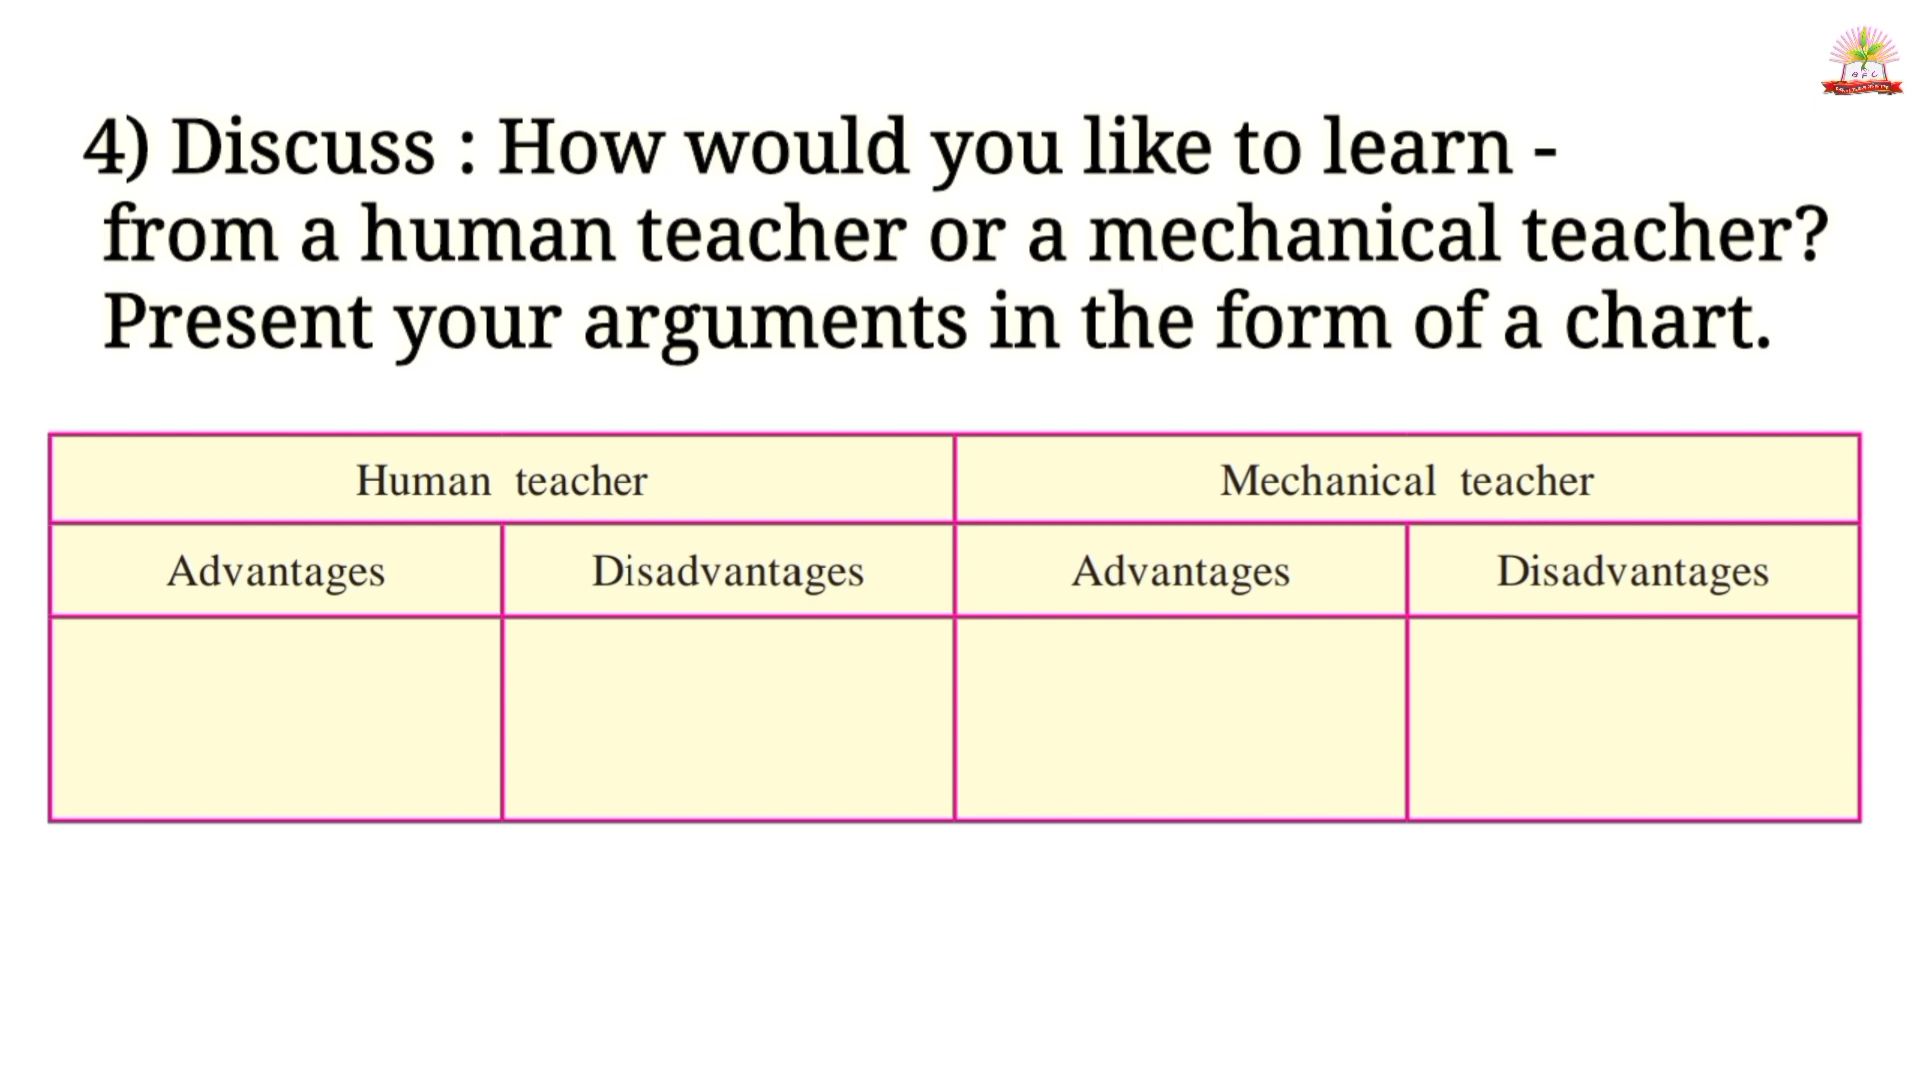 4) Discuss : How would you like to learn -
from a human teacher or a mechanical teacher?
Present your arguments in the form of a chart.
Human teacher
Mechanical teacher
Advantages
Disadvantages
Advantages
Disadvantages